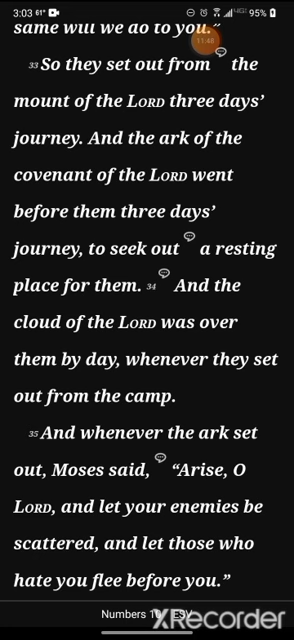 3:03 61° 95%
same will we do to you.”
11:48
33 So they set out from the
mount of the LORD three days’
journey. And the ark of the
covenant of the LORD went
before them three days’
journey, to seek out a resting
place for them. 34 And the
cloud of the LORD was over
them by day, whenever they set
out from the camp.
35 And whenever the ark set
out, Moses said, “Arise, O
LORD, and let your enemies be
scattered, and let those who
hate you flee before you.”
Numbers 10 ESV
XRecorder